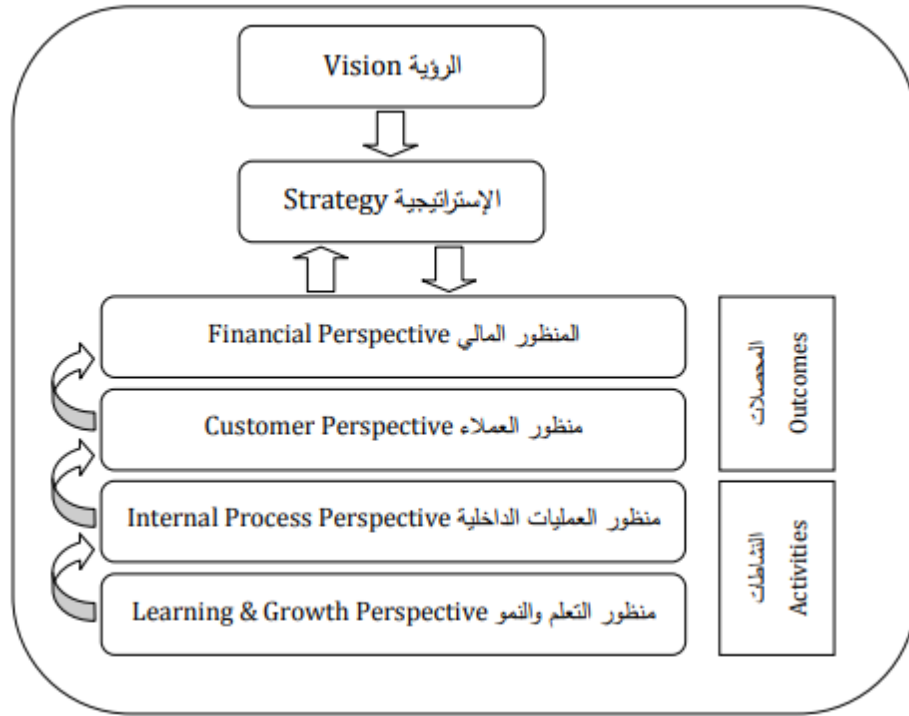 الرؤية Vision
الإستراتيجية Strategy
المنظور المالي Financial Perspective
منظور العملاء Customer Perspective
المحصلات
Outcomes
منظور العمليات الداخلية Internal Process Perspective
منظور التعلم والنمو Learning & Growth Perspective
النشاطات
Activities